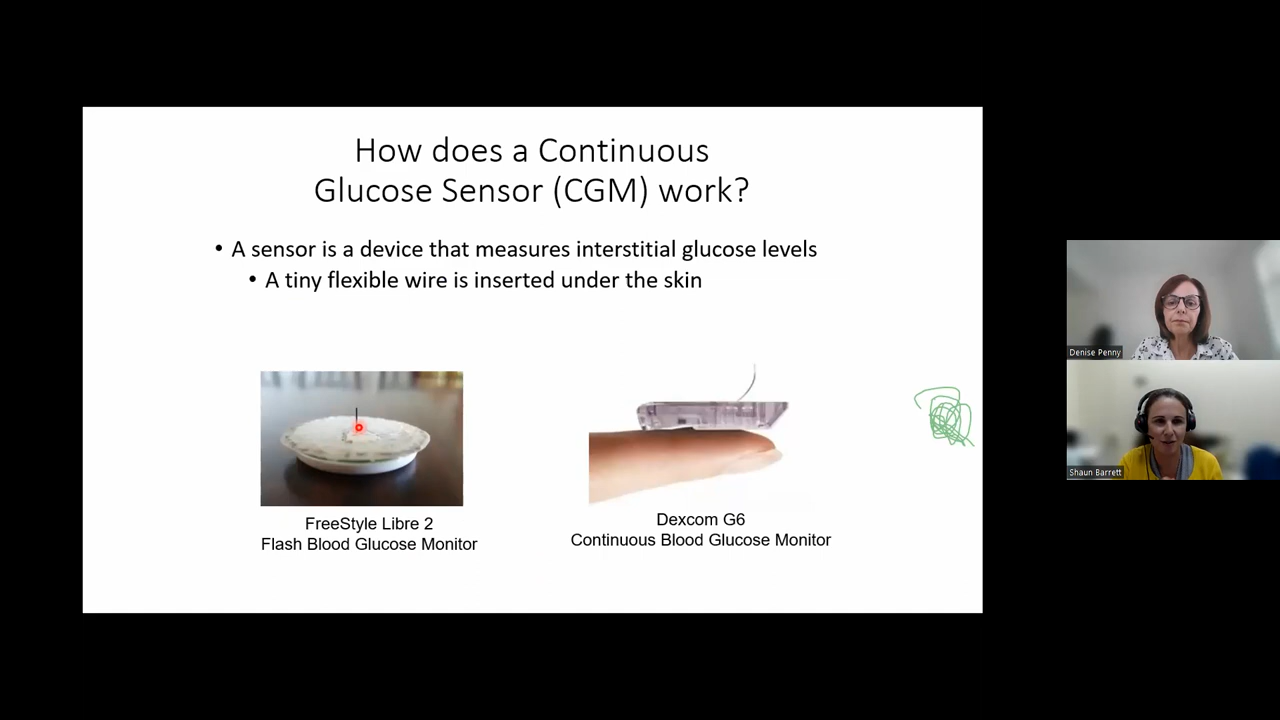 How does a Continuous
Glucose Sensor (CGM) work?
• A sensor is a device that measures interstitial glucose levels
• A tiny flexible wire is inserted under the skin
FreeStyle Libre 2
Flash Blood Glucose Monitor
Dexcom G6
Continuous Blood Glucose Monitor
Denise Penny
Shaun Barrett